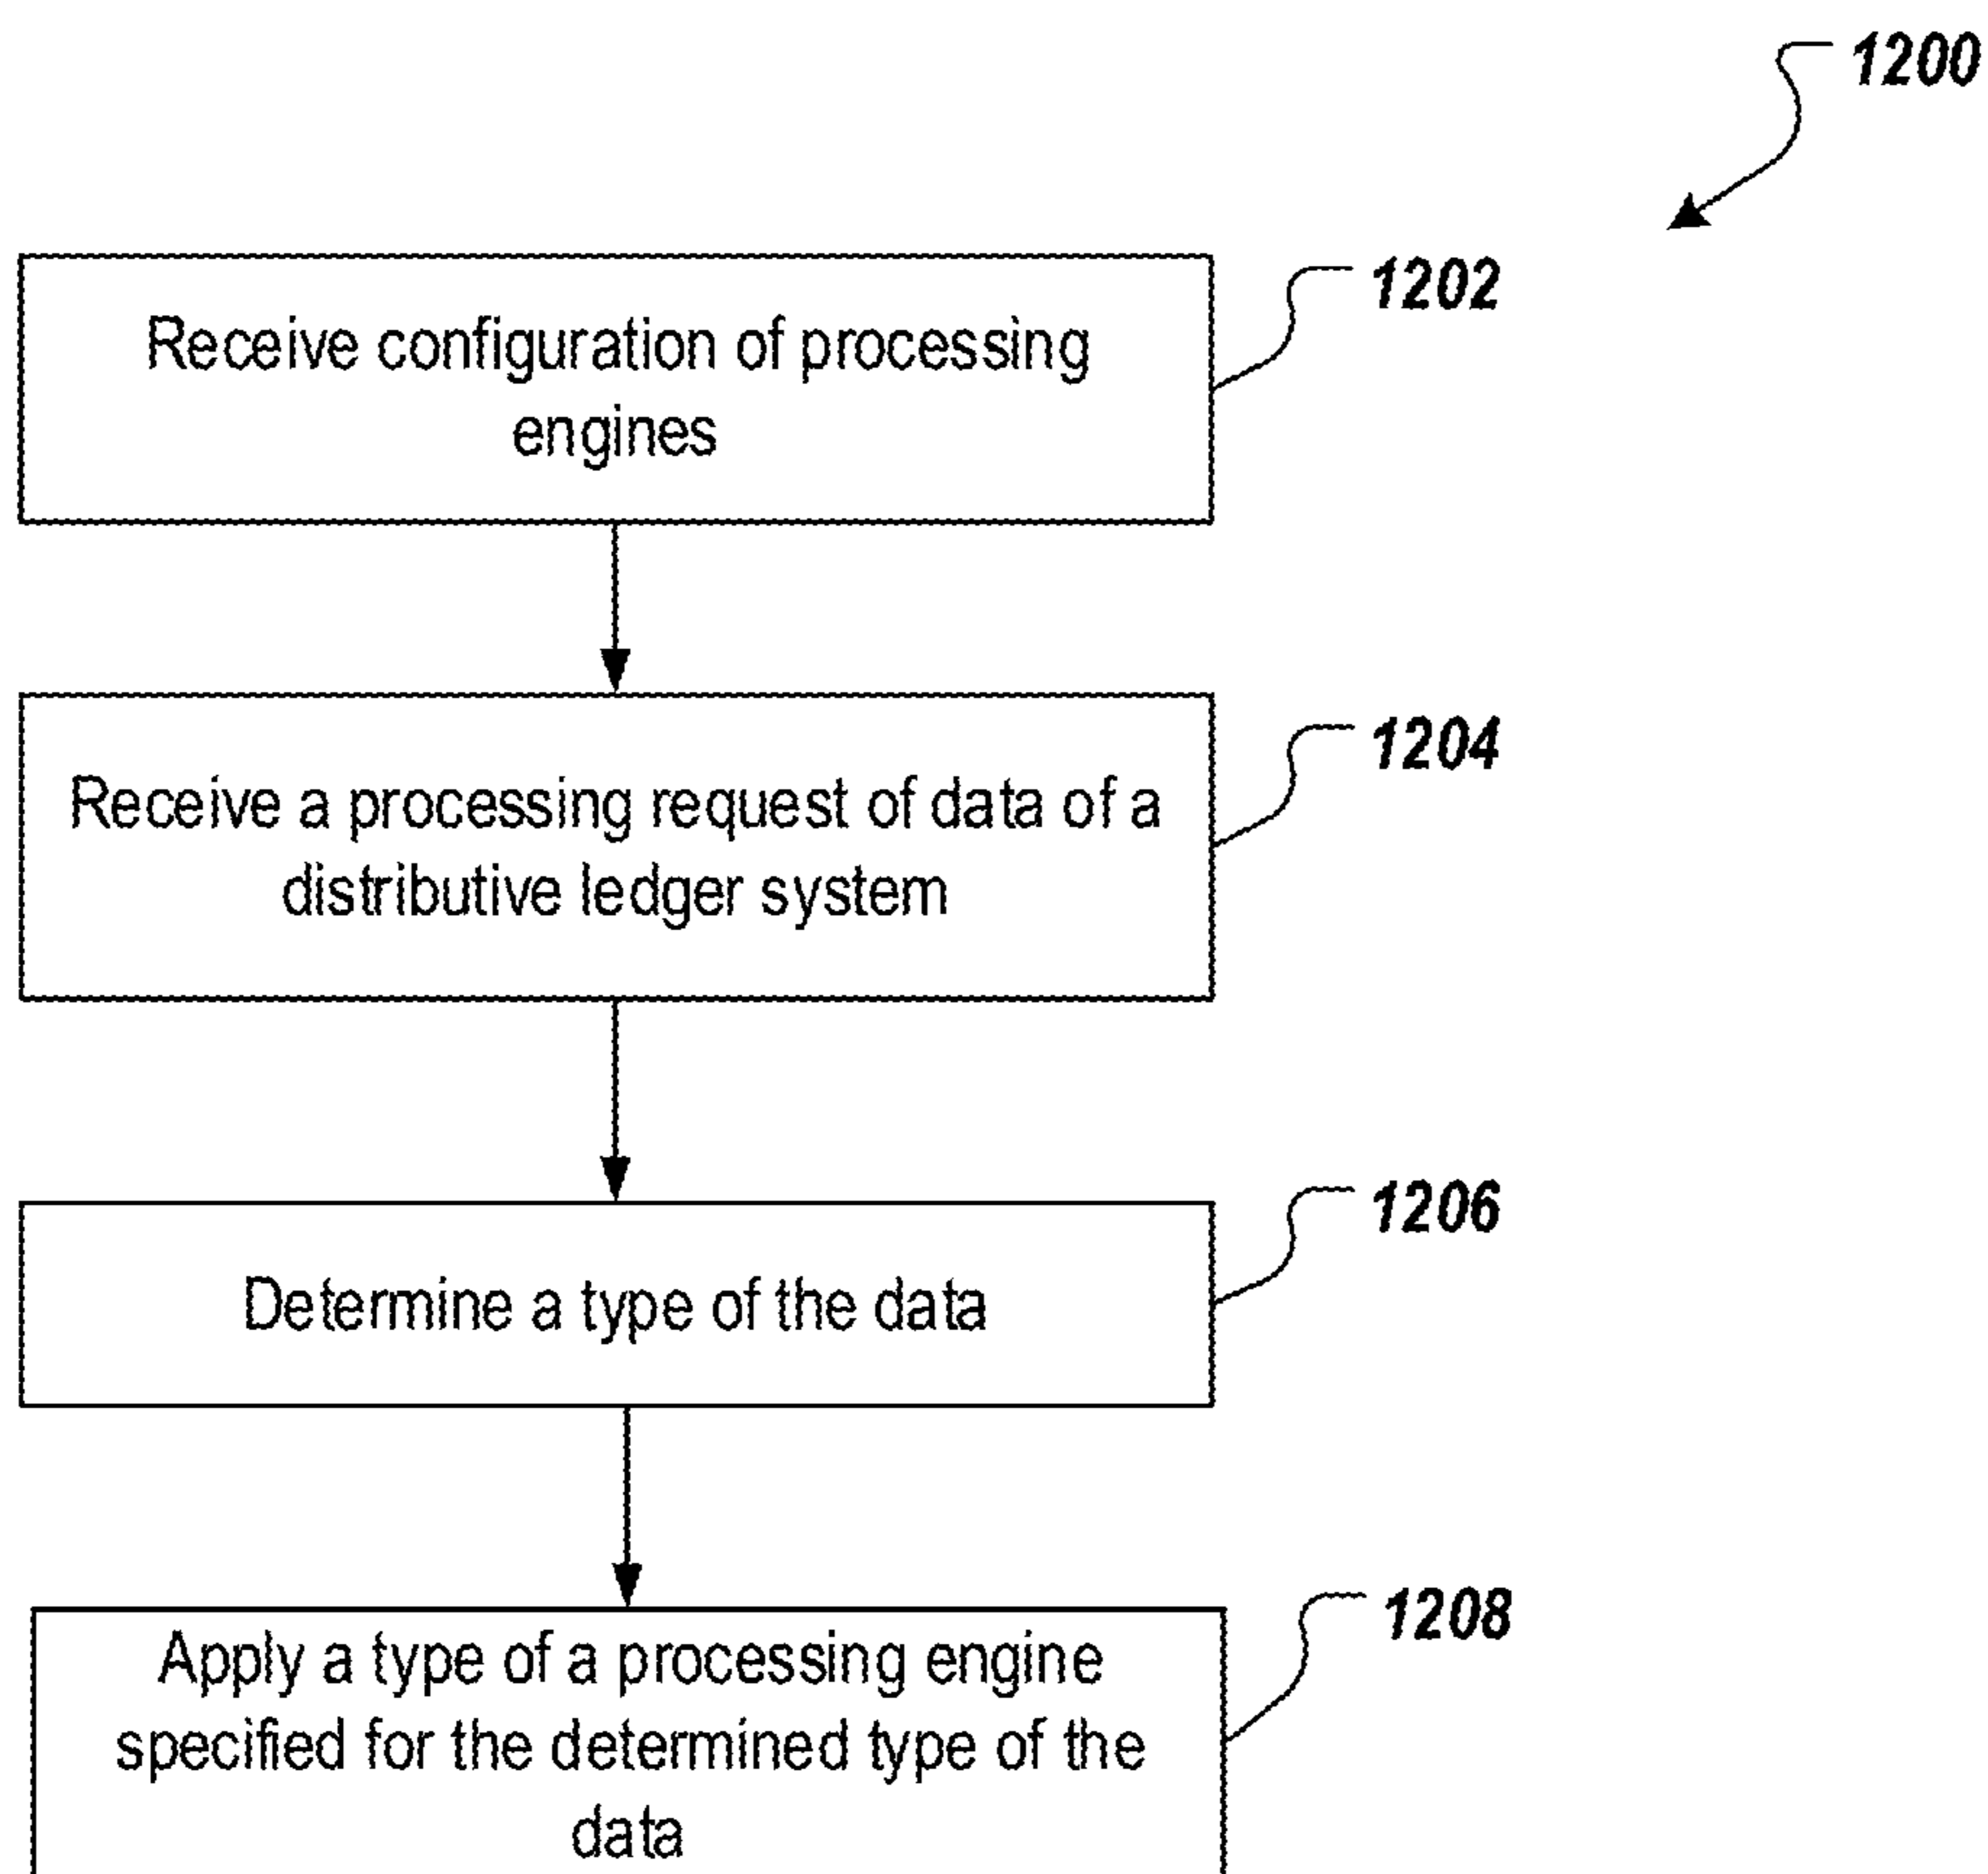 1200
Receive configuration of processing
engines
1202
Receive a processing request of data of a
distributive ledger system
1204
Determine a type of the data
1206
Apply a type of a processing engine
specified for the determined type of the
data
1208